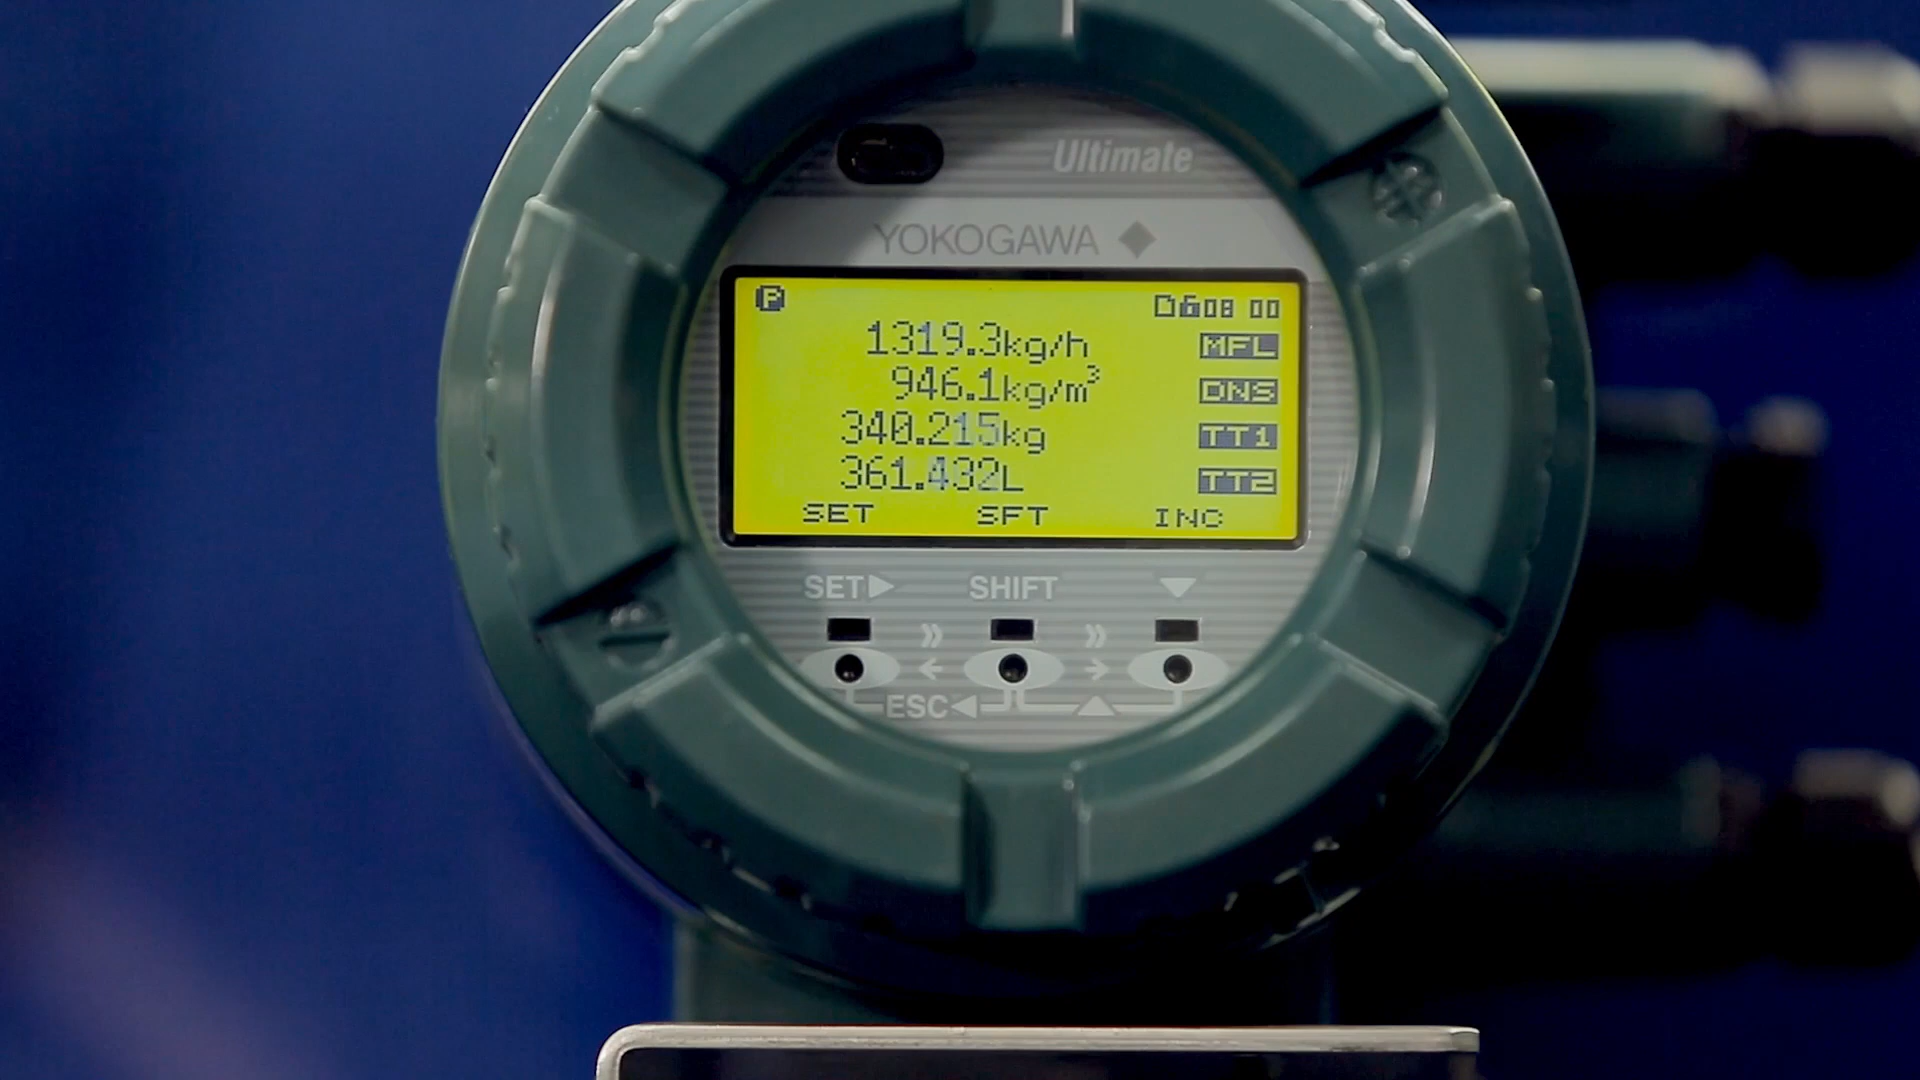 Ultimate
YOKOGAWA
P
1319.3kg/h MFL
946.1kg/m³ DNS
340.215kg TT1
361.432L TT2
SET SFT INC
SET SHIFT
ESC